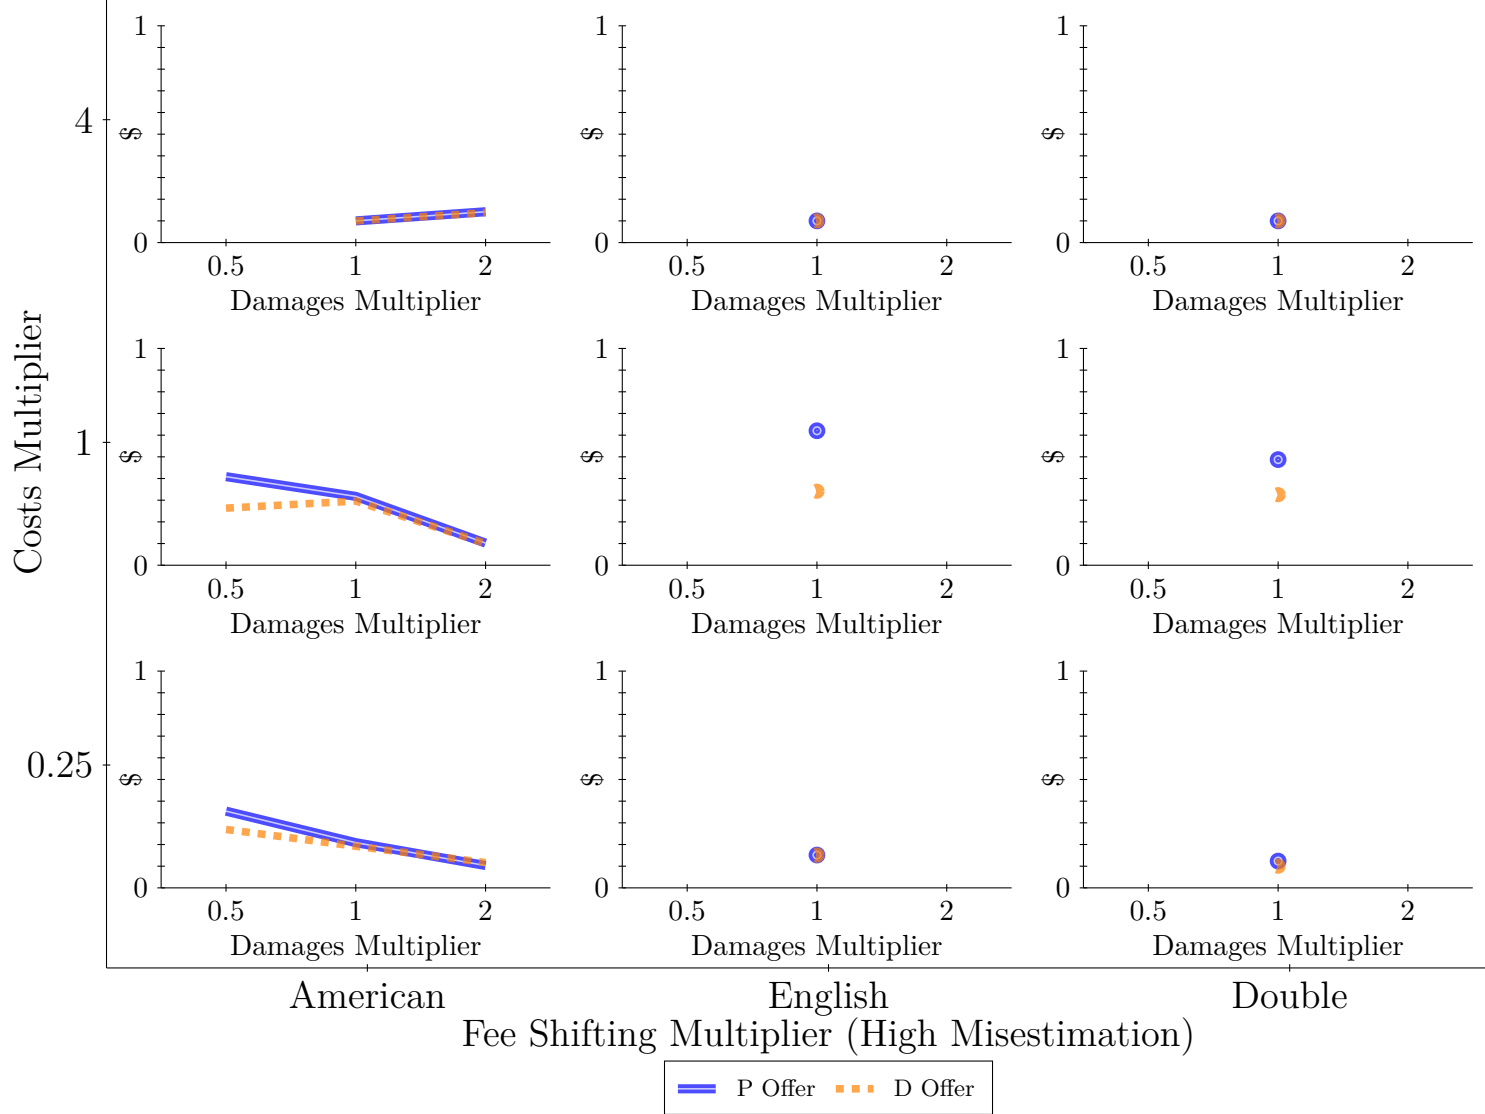 1 1 1
4 $ $ $
0 0 0
0.5 1 2 0.5 1 2 0.5 1 2
Damages Multiplier Damages Multiplier Damages Multiplier
Costs Multiplier
1 1 1
1 $ $ $
0 0 0
0.5 1 2 0.5 1 2 0.5 1 2
Damages Multiplier Damages Multiplier Damages Multiplier
1 1 1
0.25 $ $ $
0 0 0
0.5 1 2 0.5 1 2 0.5 1 2
Damages Multiplier Damages Multiplier Damages Multiplier
American English Double
Fee Shifting Multiplier (High Misestimation)
P Offer D Offer